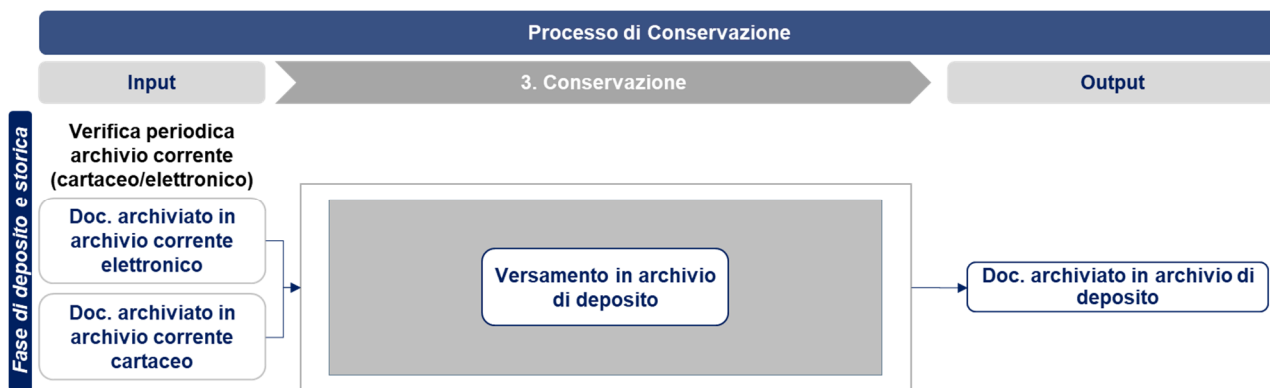 Processo di Conservazione
Input
3. Conservazione
Output
Fase di deposito e storica
Verifica periodica
archivio corrente
(cartaceo/elettronico)
Doc. archiviato in
archivio corrente
elettronico
Doc. archiviato in
archivio corrente
cartaceo
Versamento in archivio
di deposito
Doc. archiviato in archivio di
deposito